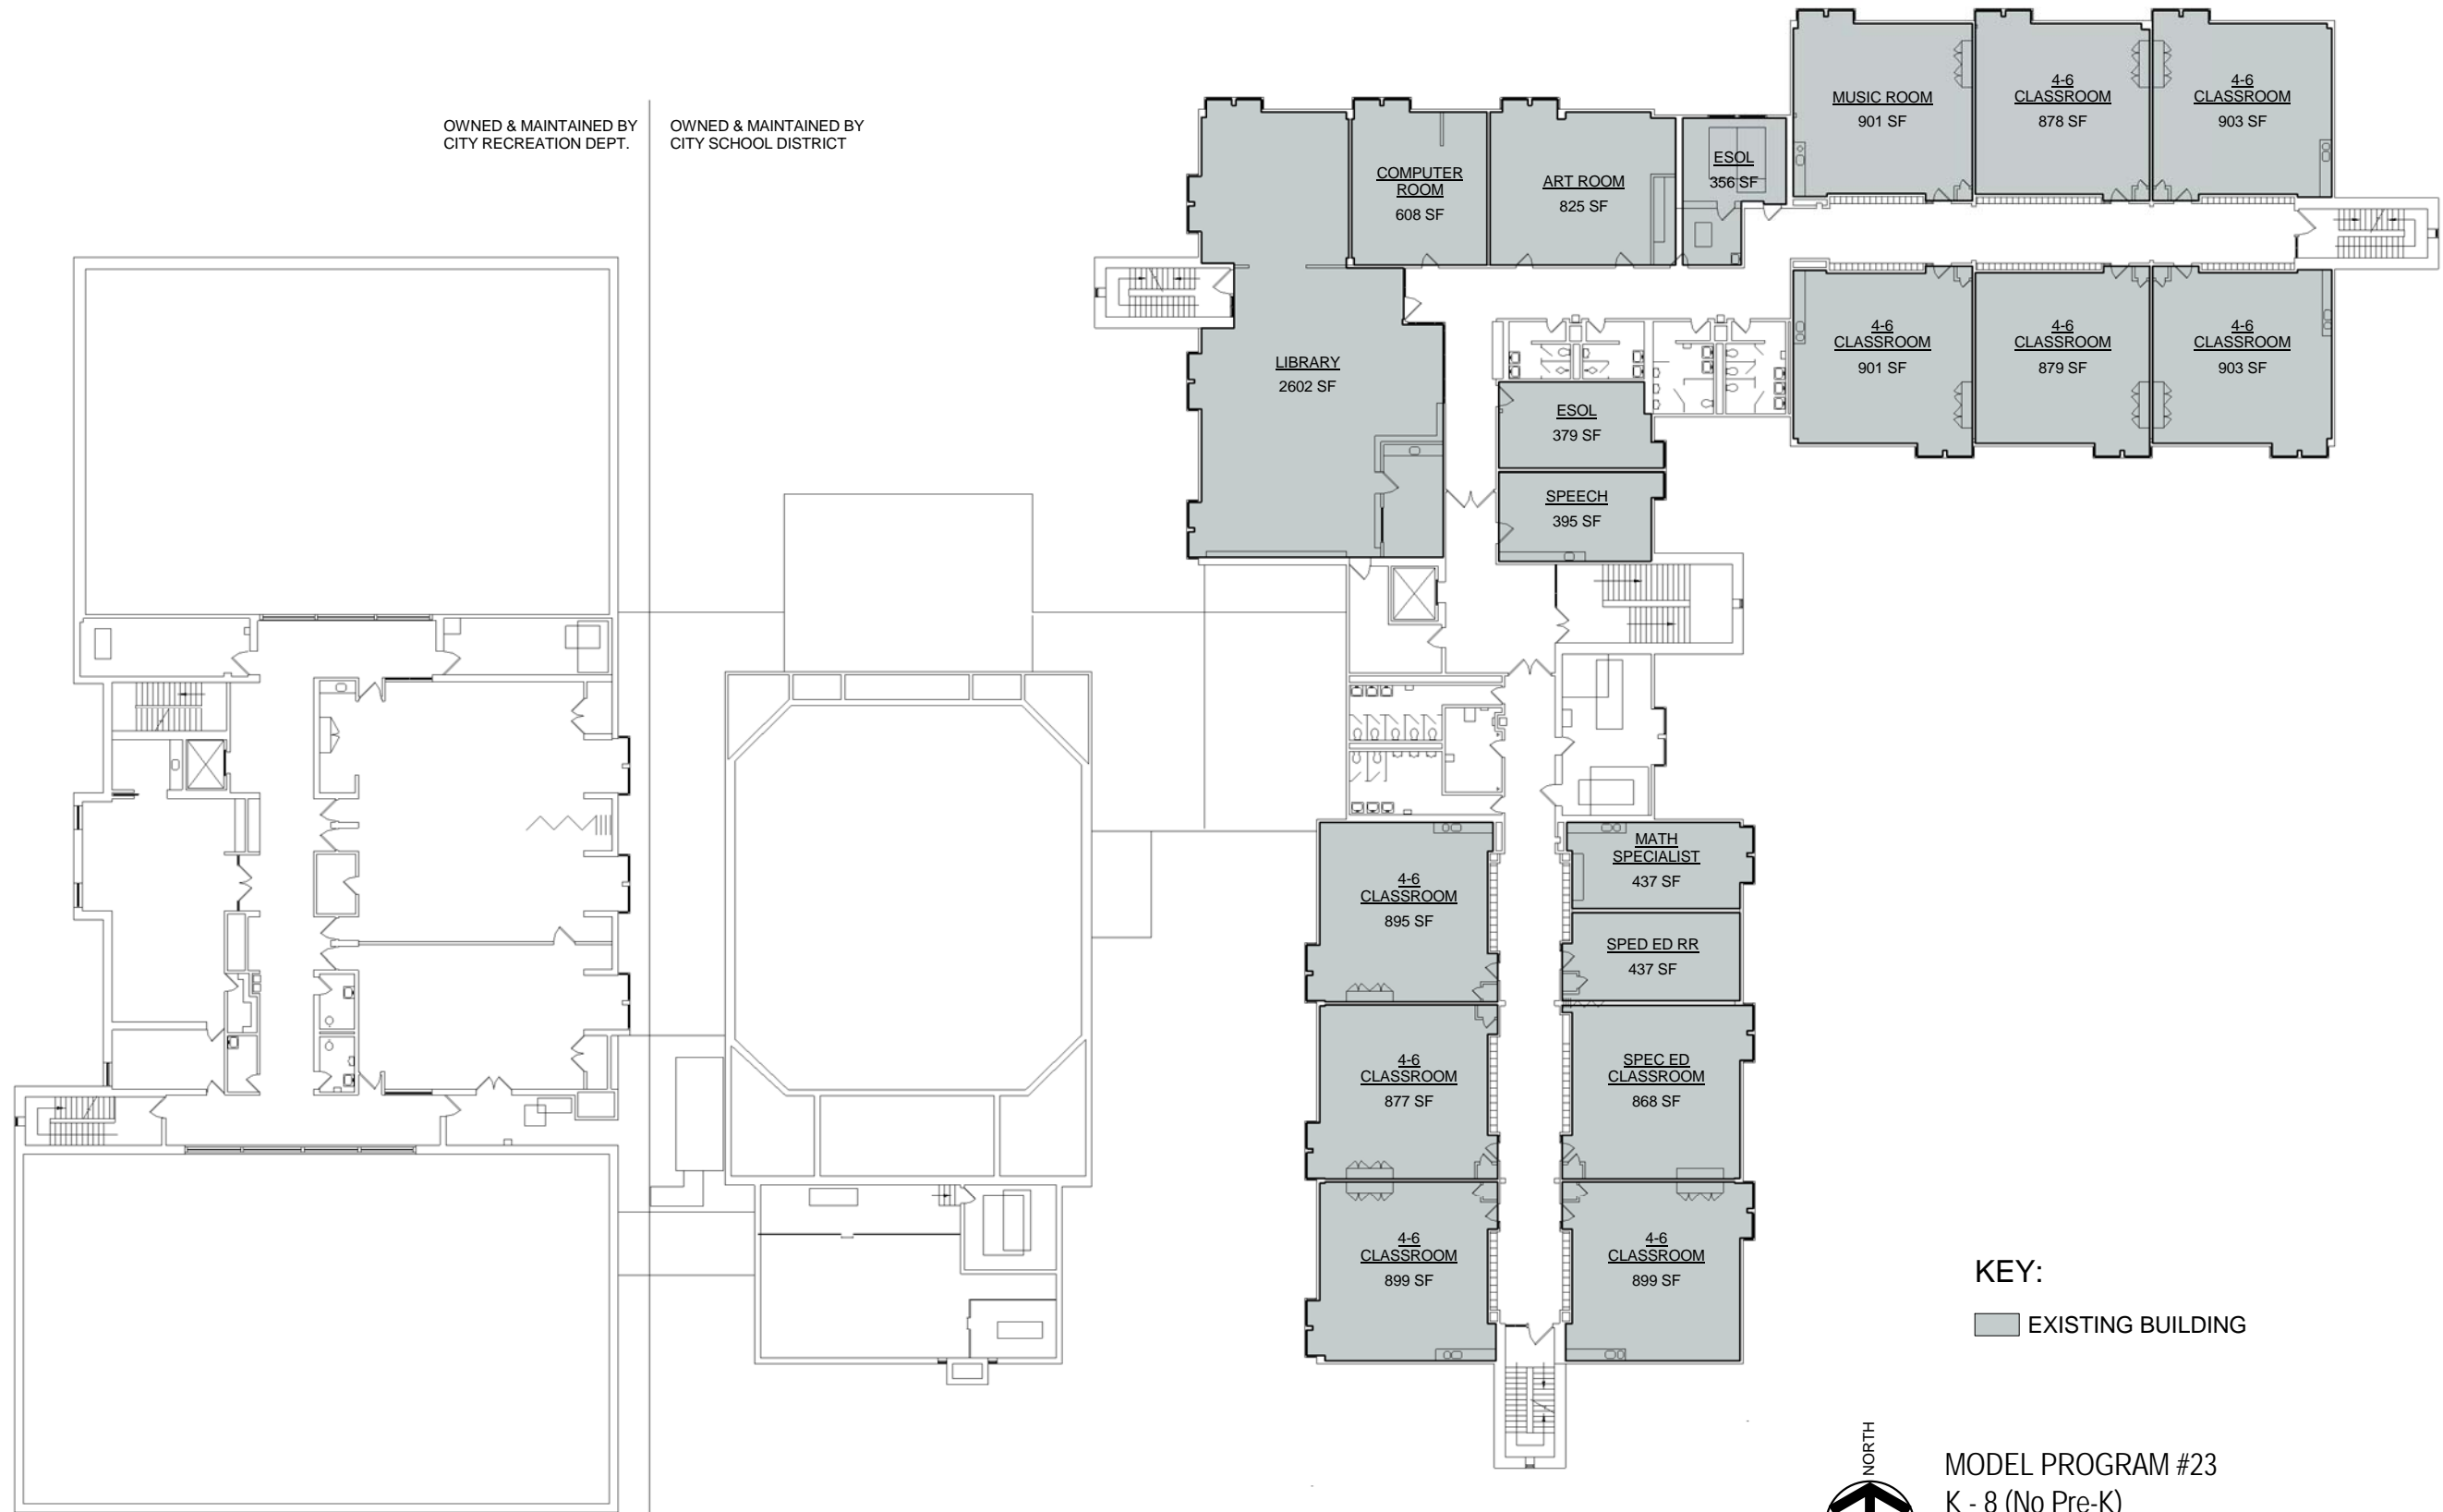 OWNED & MAINTAINED BY
CITY RECREATION DEPT.
OWNED & MAINTAINED BY
CITY SCHOOL DISTRICT
MUSIC ROOM
901 SF
4-6
CLASSROOM
878 SF
4-6
CLASSROOM
903 SF
COMPUTER
ROOM
608 SF
ART ROOM
825 SF
ESOL
356 SF
4-6
CLASSROOM
901 SF
4-6
CLASSROOM
879 SF
4-6
CLASSROOM
903 SF
LIBRARY
2602 SF
ESOL
379 SF
SPEECH
395 SF
4-6
CLASSROOM
895 SF
MATH
SPECIALIST
437 SF
SPED ED RR
437 SF
4-6
CLASSROOM
877 SF
SPEC ED
CLASSROOM
868 SF
4-6
CLASSROOM
899 SF
4-6
CLASSROOM
899 SF
KEY:
EXISTING BUILDING
NORTH
MODEL PROGRAM #23
K - 8 (No Pre-K)